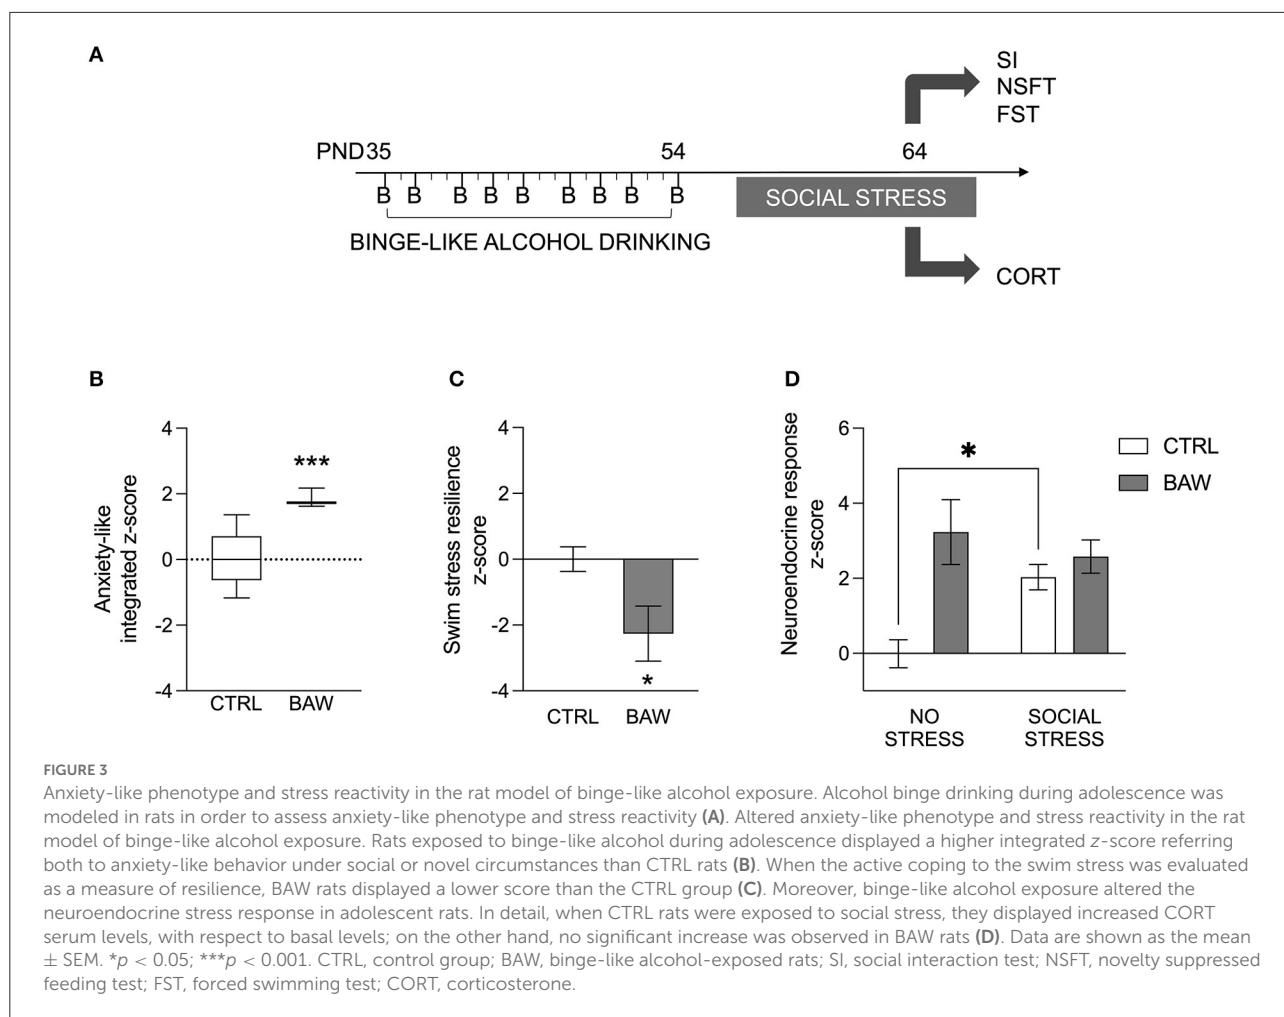 A
SI
NSFT
FST
PND35 54 64
B B B B B B B B B
SOCIAL STRESS
BINGE-LIKE ALCOHOL DRINKING
CORT
B
Anxiety-like
integrated z-score
4
2
0
-2
-4
***
CTRL BAW
C
Swim stress resilience
z-score
4
2
0
-2
-4
*
CTRL BAW
D
Neuroendocrine response
z-score
6
4
2
0
*
NO
STRESS
SOCIAL
STRESS
CTRL
BAW
FIGURE 3
Anxiety-like phenotype and stress reactivity in the rat model of binge-like alcohol exposure. Alcohol binge drinking during adolescence was
modeled in rats in order to assess anxiety-like phenotype and stress reactivity (A). Altered anxiety-like phenotype and stress reactivity in the rat
model of binge-like alcohol exposure. Rats exposed to binge-like alcohol during adolescence displayed a higher integrated z-score referring
both to anxiety-like behavior under social or novel circumstances than CTRL rats (B). When the active coping to the swim stress was evaluated
as a measure of resilience, BAW rats displayed a lower score than the CTRL group (C). Moreover, binge-like alcohol exposure altered the
neuroendocrine stress response in adolescent rats. In detail, when CTRL rats were exposed to social stress, they displayed increased CORT
serum levels, with respect to basal levels; on the other hand, no significant increase was observed in BAW rats (D). Data are shown as the mean
± SEM. *p < 0.05; ***p < 0.001. CTRL, control group; BAW, binge-like alcohol-exposed rats; SI, social interaction test; NSFT, novelty suppressed
feeding test; FST, forced swimming test; CORT, corticosterone.